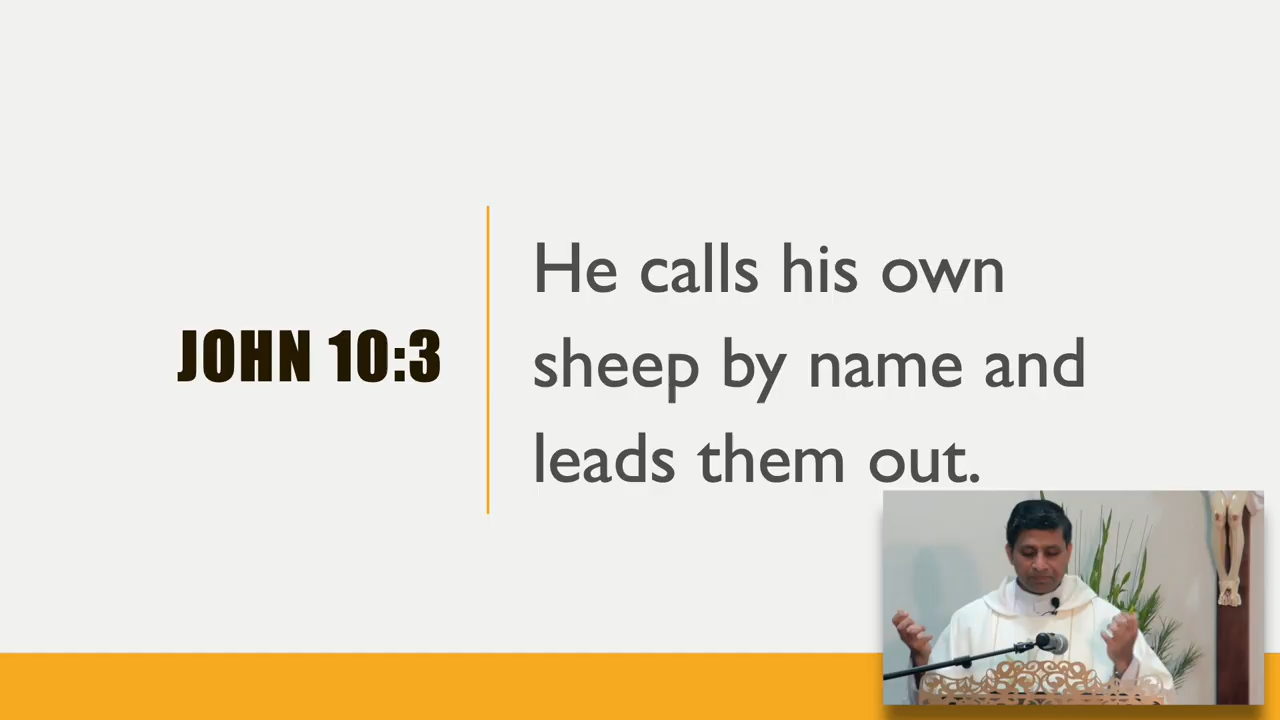 JOHN 10:3
He calls his own
sheep by name and
leads them out.